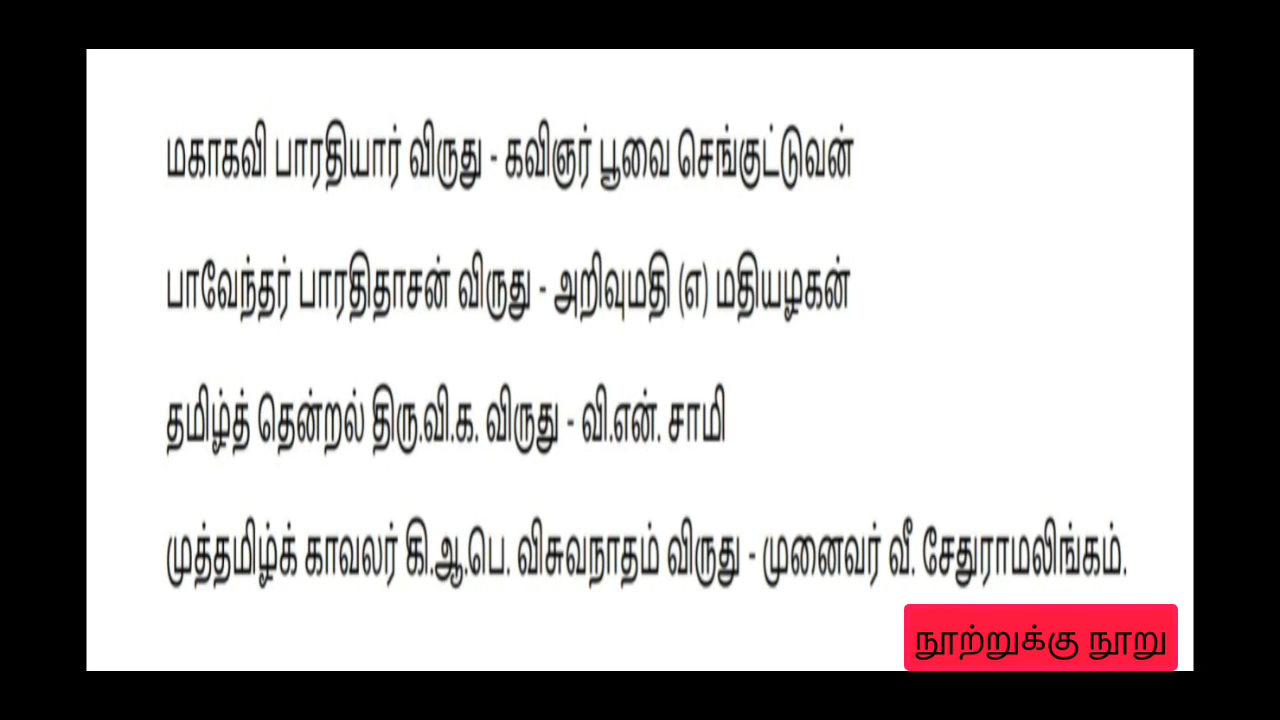 மகாகவி பாரதியார் விருது - கவிஞர் பூவை செங்குட்டுவன்
பாவேந்தர் பாரதிதாசன் விருது - அறிவுமதி (எ) மதியழகன்
தமிழ்த் தென்றல் திரு.வி.க. விருது - வி.என். சாமி
முத்தமிழ்க் காவலர் கி.ஆ.பெ. விசுவநாதம் விருது - முனைவர் வீ. சேதுராமலிங்கம்.
நூற்றுக்கு நூறு